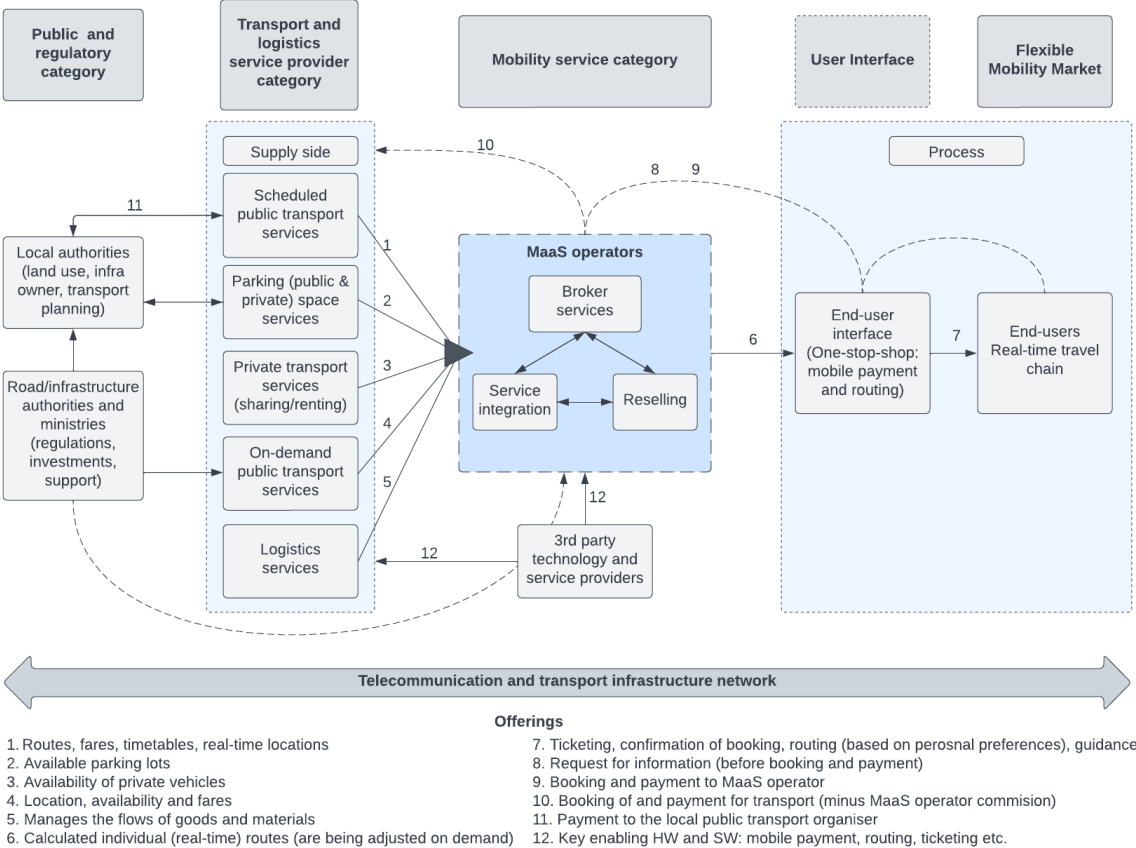 Public and
regulatory
category
Transport and
logistics
service provider
category
Mobility service category
User Interface
Flexible
Mobility Market
Supply side
10
8
9
Process
Scheduled
public transport
services
11
1
Local authorities
(land use, infra
owner, transport
planning)
Parking (public &
private) space
services
2
MaaS operators
Broker
services
Service
integration
Reselling
6
End-user
interface
(One-stop-shop:
mobile payment
and routing)
7
End-users
Real-time travel
chain
Private transport
services
(sharing/renting)
3
Road/infrastructure
authorities and
ministries
(regulations,
investments,
support)
4
On-demand
public transport
services
5
12
Logistics
services
12
3rd party
technology and
service providers
Telecommunication and transport infrastructure network
Offerings
1. Routes, fares, timetables, real-time locations
2. Available parking lots
3. Availability of private vehicles
4. Location, availability and fares
5. Manages the flows of goods and materials
6. Calculated individual (real-time) routes (are being adjusted on demand)
7. Ticketing, confirmation of booking, routing (based on perosnal preferences), guidance
8. Request for information (before booking and payment)
9. Booking and payment to MaaS operator
10. Booking of and payment for transport (minus MaaS operator commision)
11. Payment to the local public transport organiser
12. Key enabling HW and SW: mobile payment, routing, ticketing etc.